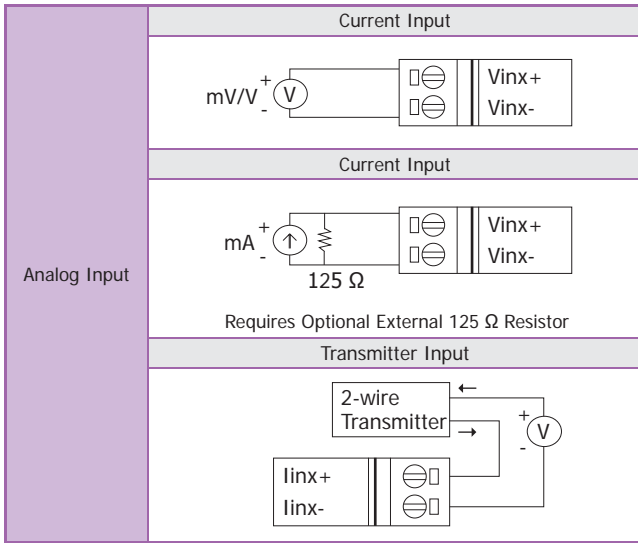 Analog Input
Current Input
mV/V
+
-
V
Vinx+
Vinx-
Current Input
mA
+
-
125 Ω
Vinx+
Vinx-
Requires Optional External 125 Ω Resistor
Transmitter Input
2-wire
Transmitter
+
-
V
Iinx+
Iinx-